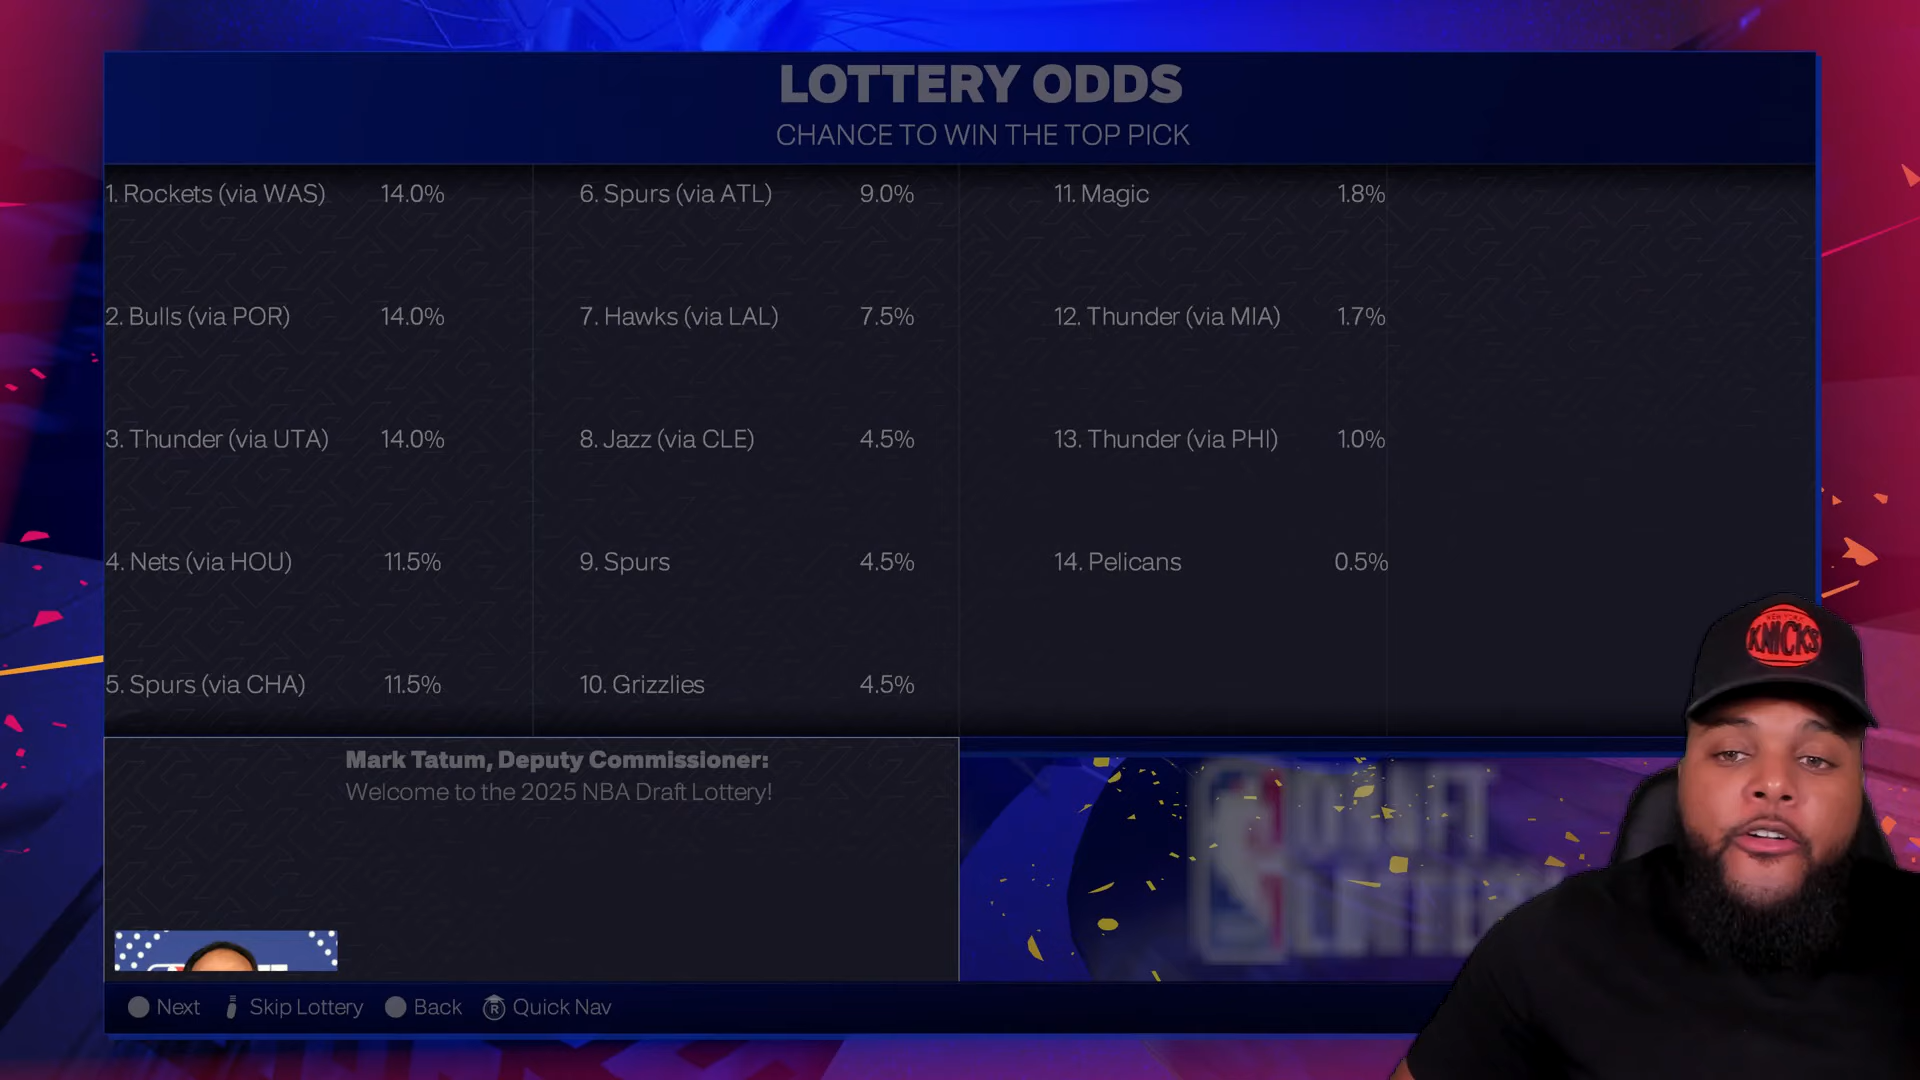 LOTTERY ODDS
CHANCE TO WIN THE TOP PICK
1. Rockets (via WAS) 14.0%
2. Bulls (via POR) 14.0%
3. Thunder (via UTA) 14.0%
4. Nets (via HOU) 11.5%
5. Spurs (via CHA) 11.5%
6. Spurs (via ATL) 9.0%
7. Hawks (via LAL) 7.5%
8. Jazz (via CLE) 4.5%
9. Spurs 4.5%
10. Grizzlies 4.5%
11. Magic 1.8%
12. Thunder (via MIA) 1.7%
13. Thunder (via PHI) 1.0%
14. Pelicans 0.5%
Mark Tatum, Deputy Commissioner:
Welcome to the 2025 NBA Draft Lottery!
DRAFT
NEW YORK
KNICKS
Next Skip Lottery Back R Quick Nav